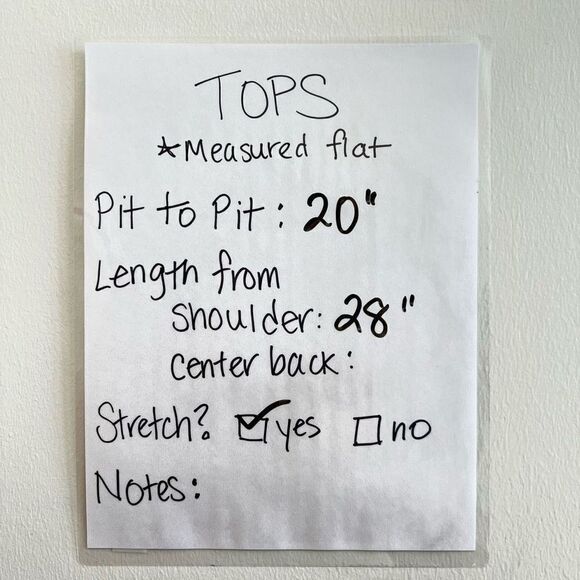 TOPS
*Measured flat
Pit to Pit: 20"
Length from
shoulder: 28"
center back:
Stretch? ☑ yes ☐ no
Notes: